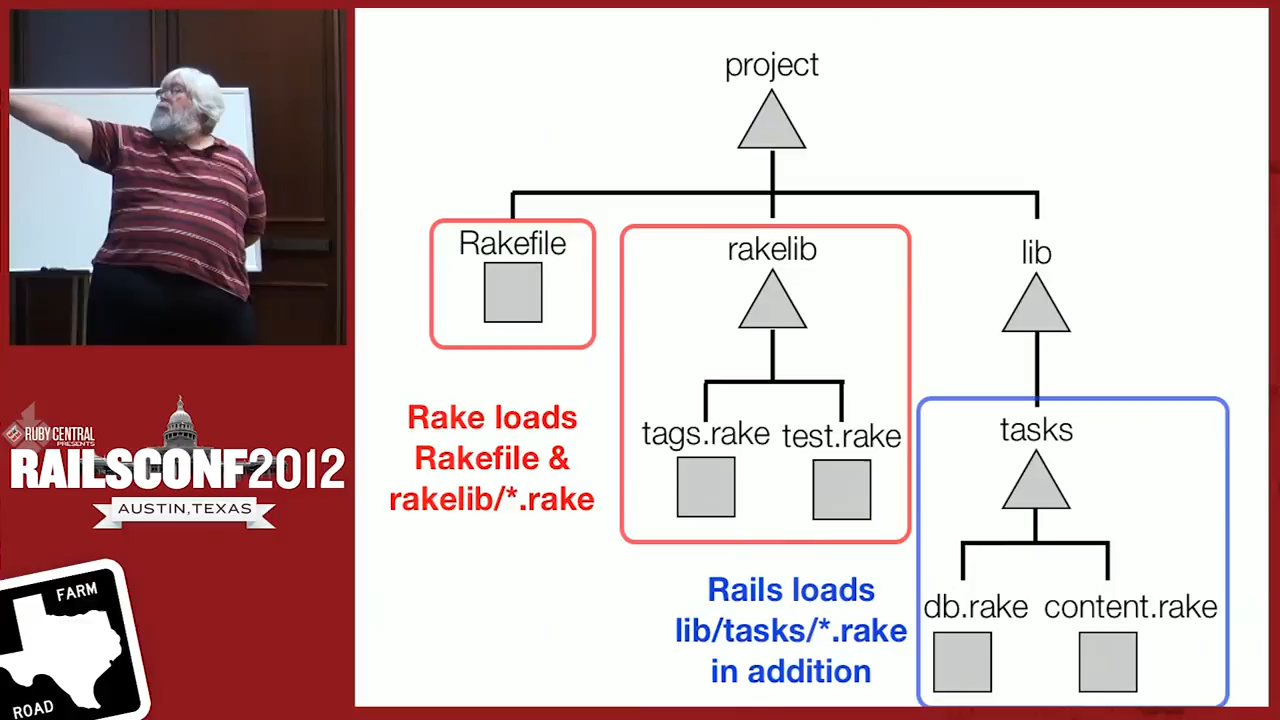 project
Rakefile
rakelib
lib
Rake loads
Rakefile &
rakelib/*.rake
tags.rake
test.rake
tasks
Rails loads
lib/tasks/*.rake
in addition
db.rake
content.rake
RUBY CENTRAL
PRESENTS
RAILSCONF2012
AUSTIN, TEXAS
FARM
ROAD